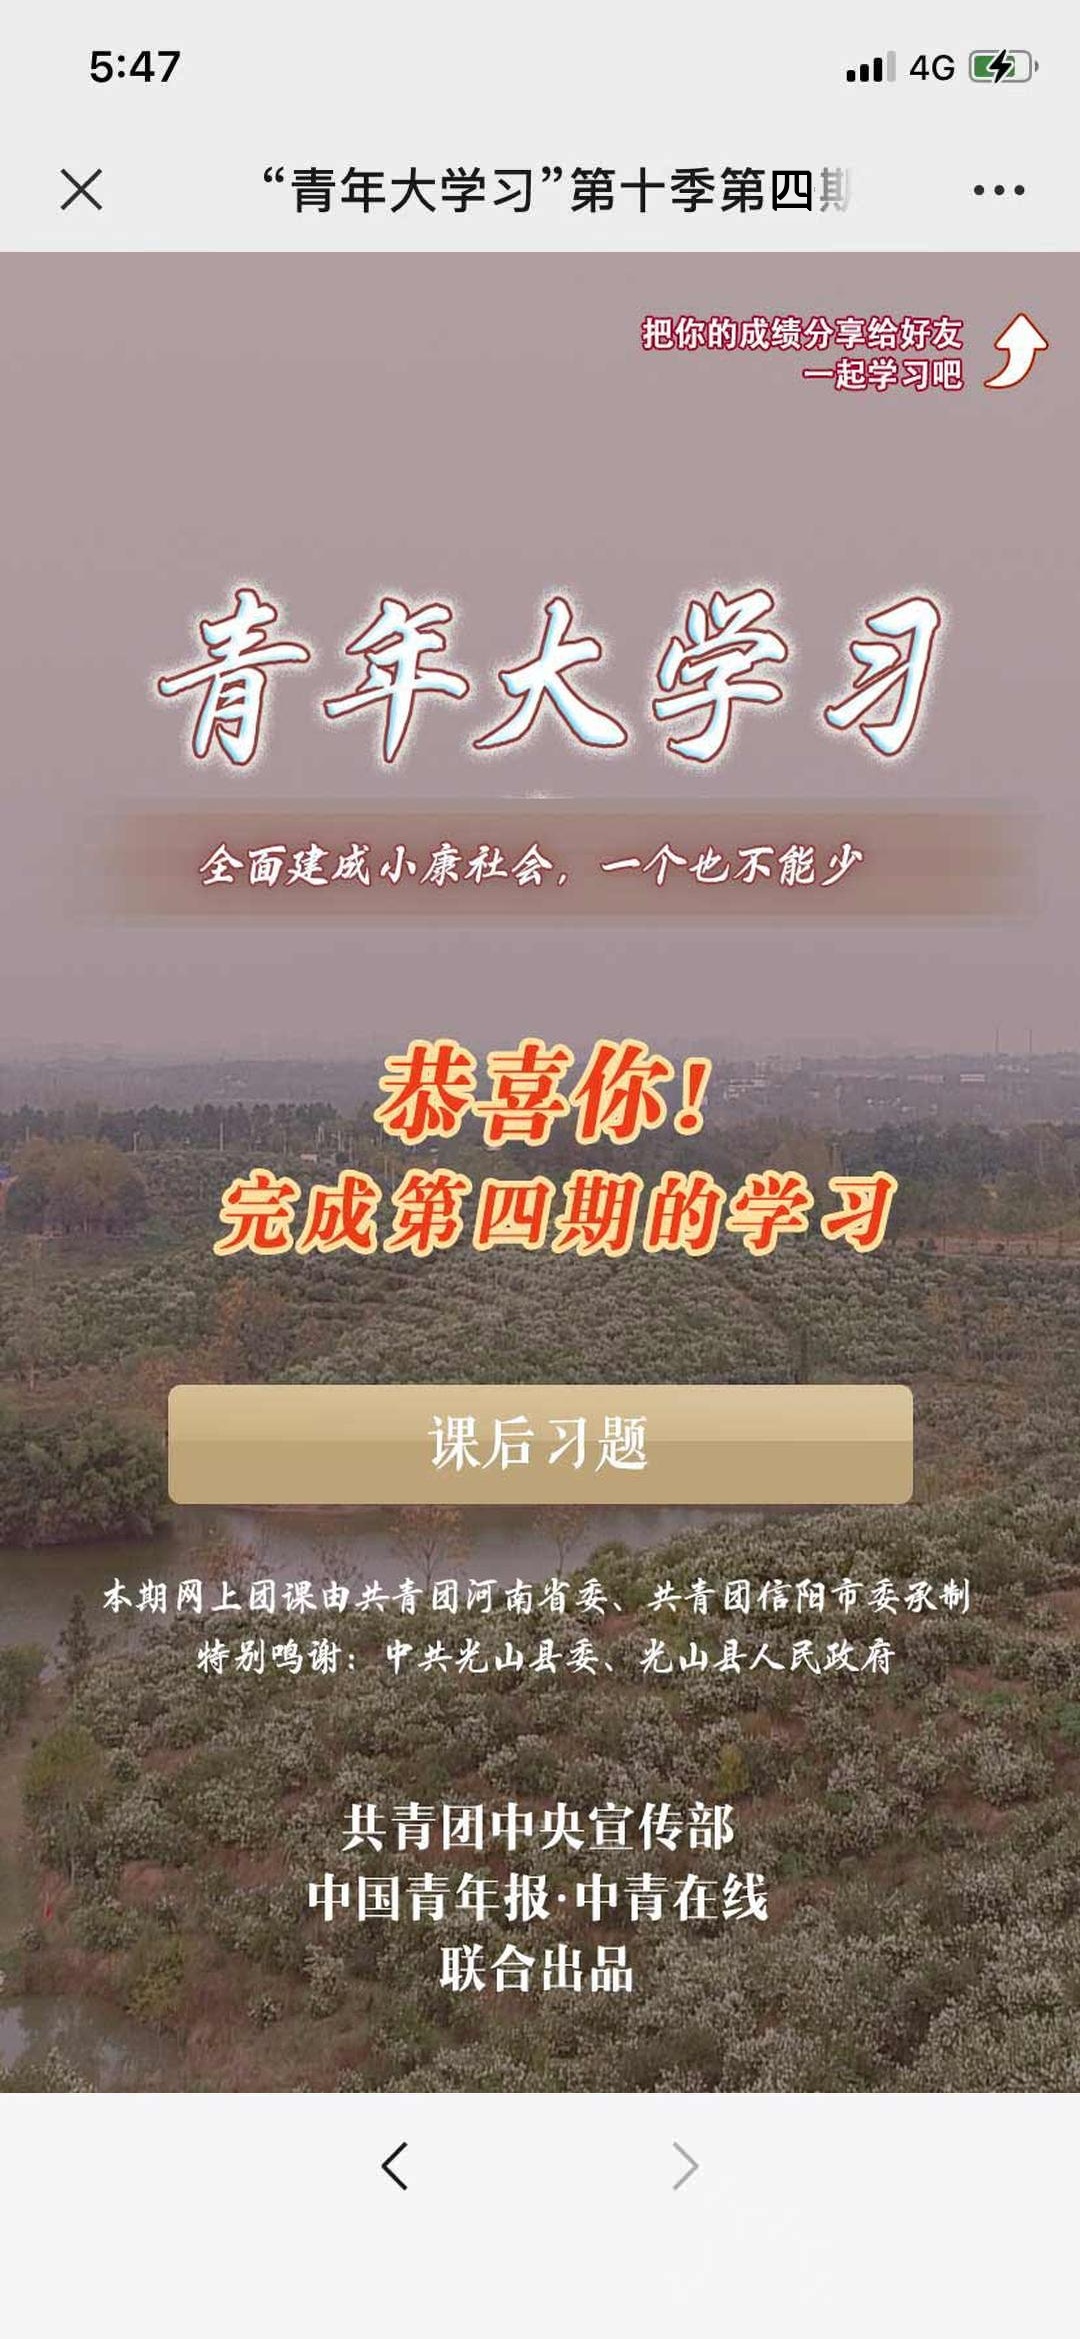 5:47
4G
“青年大学习”第十季第四期
把你的成绩分享给好友
一起学习吧
青年大学习
全面建成小康社会，一个也不能少
恭喜你！
完成第四期的学习
课后习题
本期网上团课由共青团河南省委、共青团信阳市委承制
特别鸣谢：中共光山县委、光山县人民政府
共青团中央宣传部
中国青年报·中青在线
联合出品